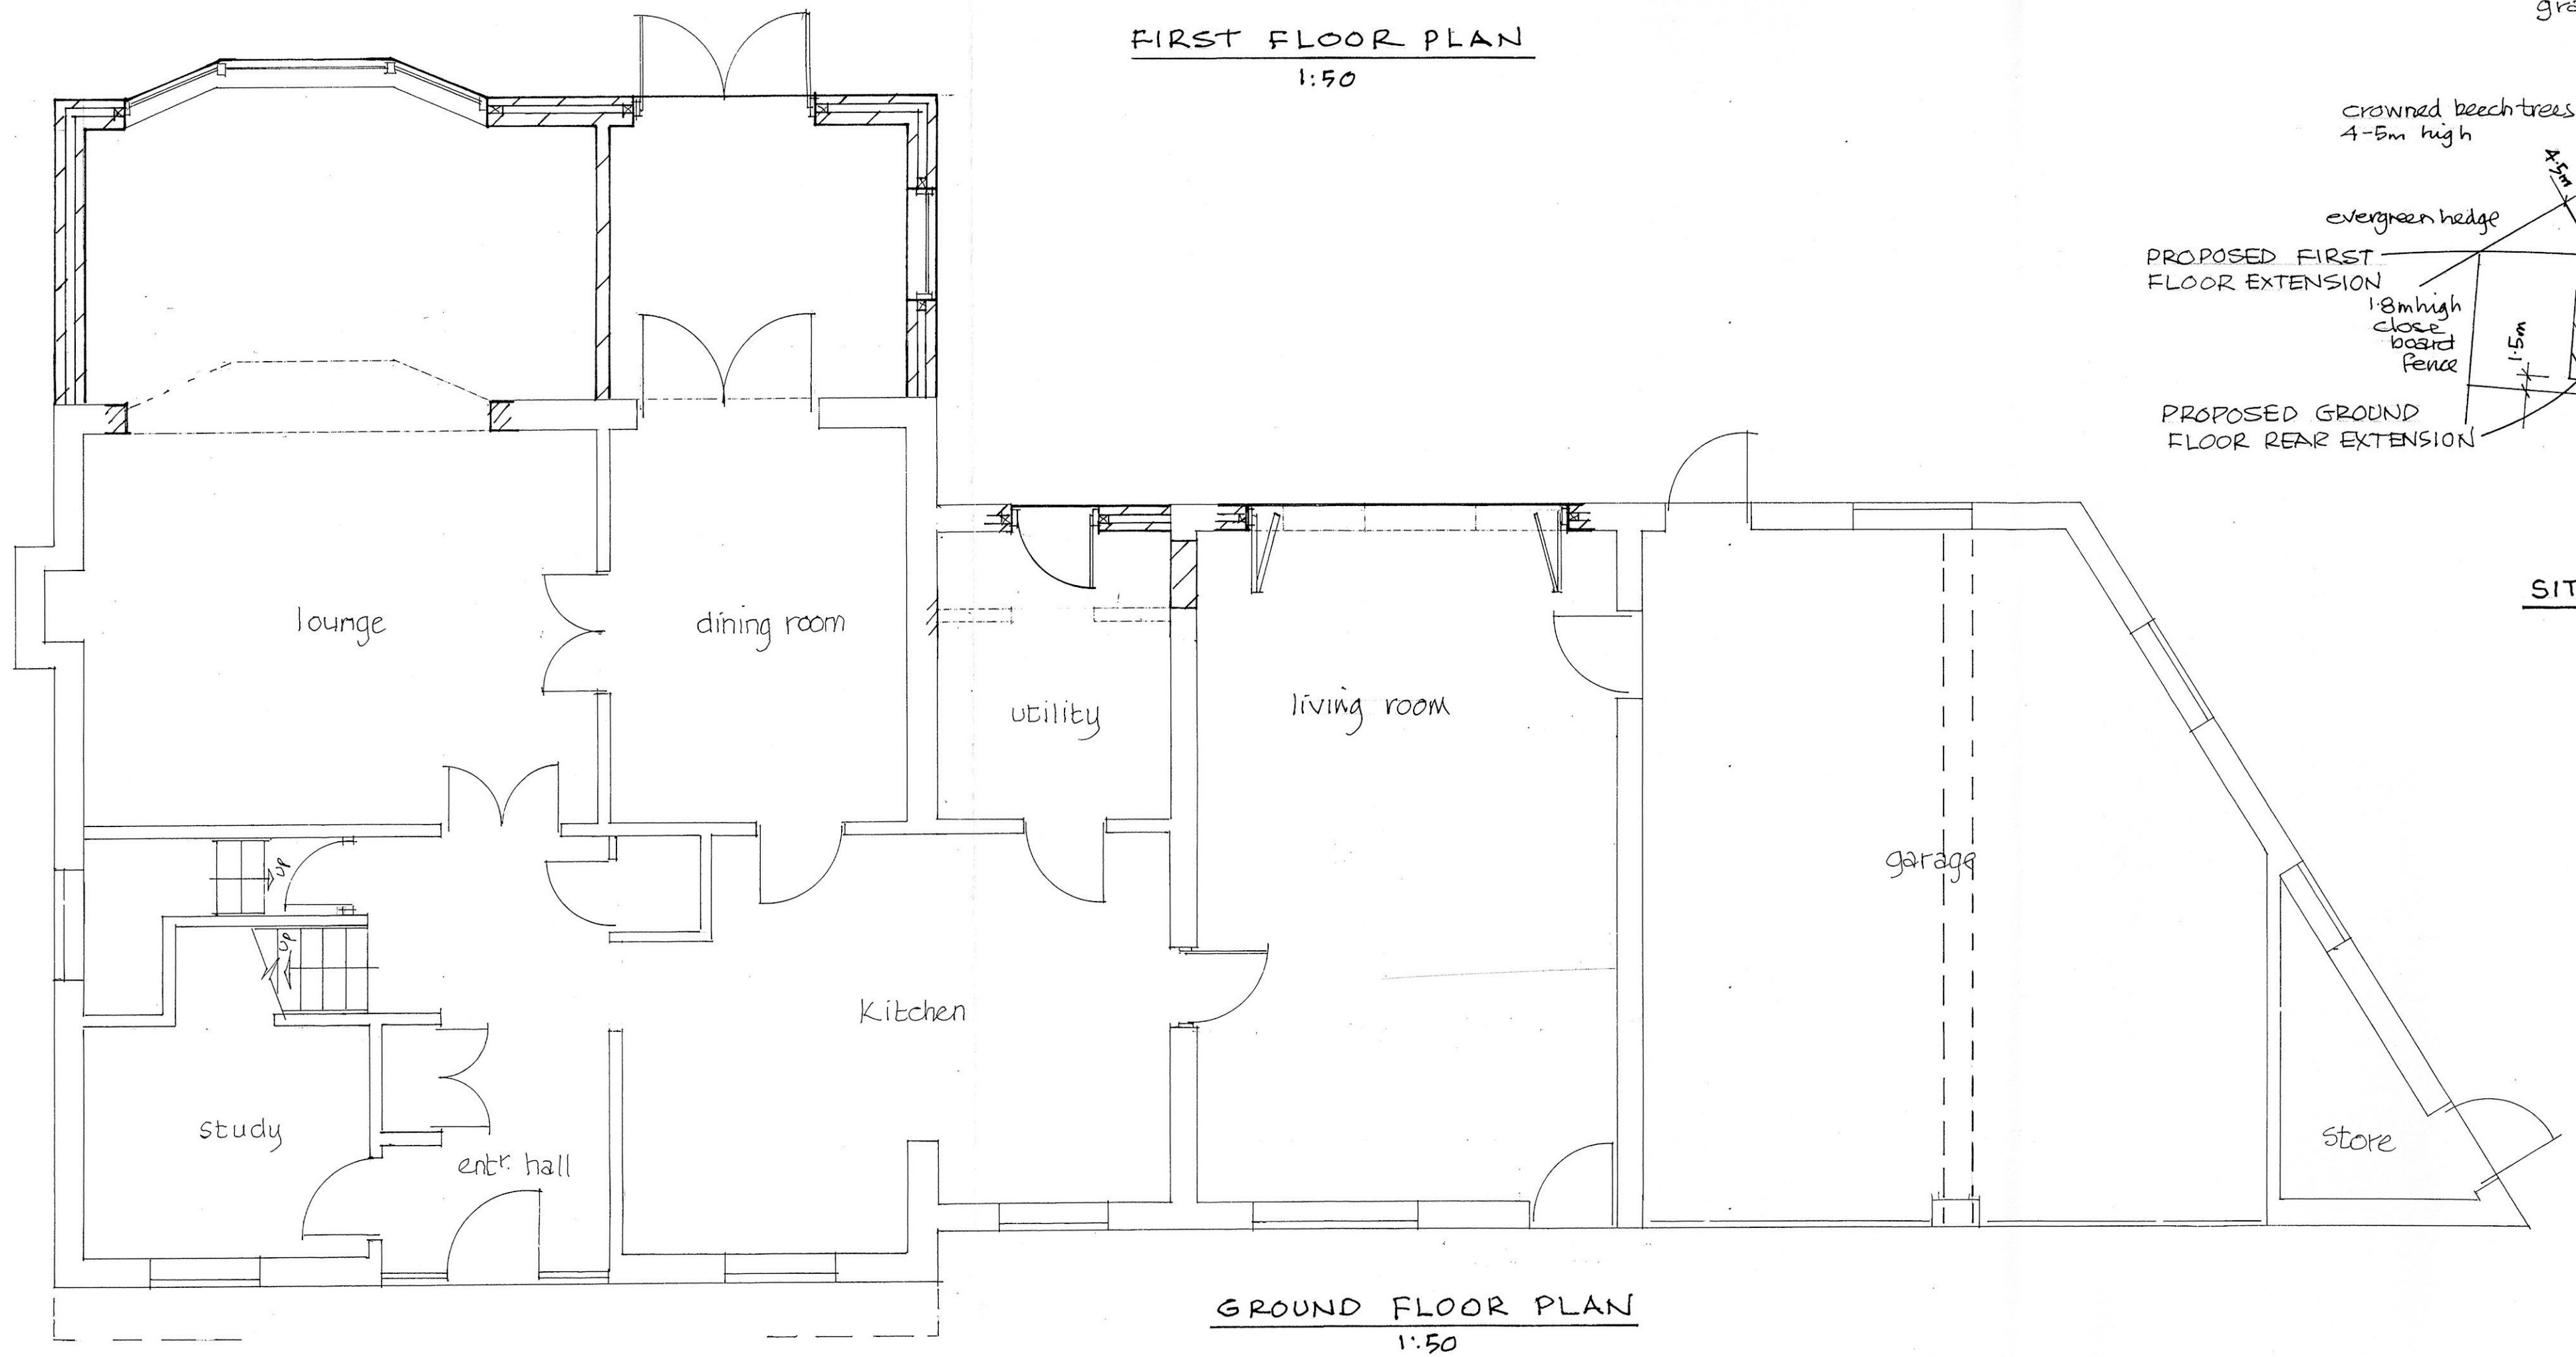 FIRST FLOOR PLAN
1:50
crowned beech trees
4-5m high
4.5m
evergreen hedge
PROPOSED FIRST
FLOOR EXTENSION
1.8m high
close
board
fence
1.5m
PROPOSED GROUND
FLOOR REAR EXTENSION
lounge
dining room
utility
living room
garage
up
up
Kitchen
study
entr. hall
store
GROUND FLOOR PLAN
1:50